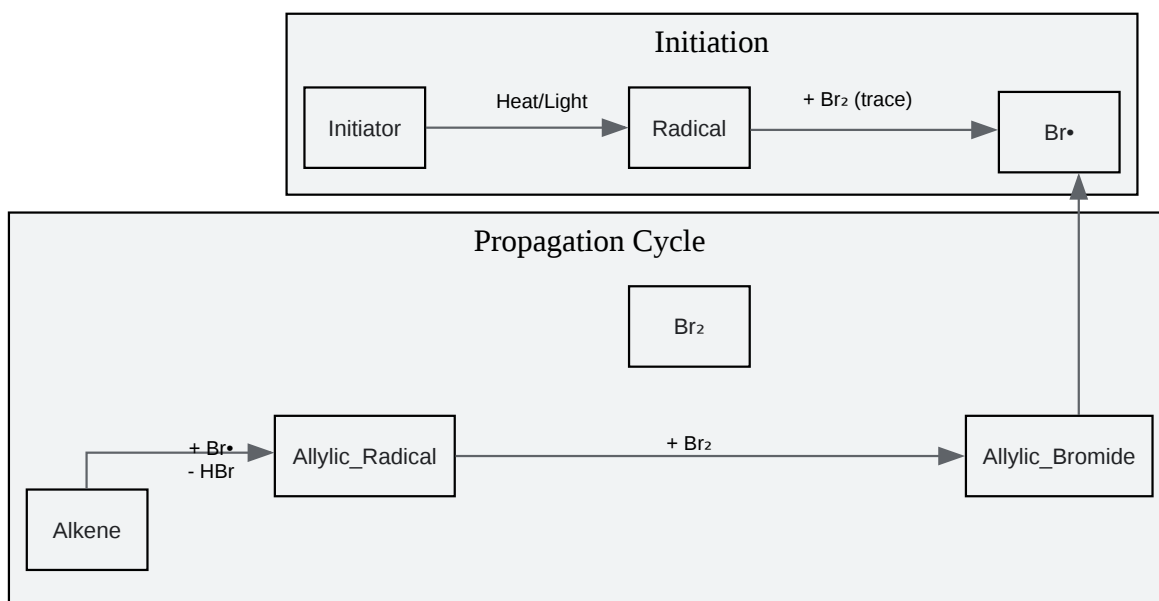 Initiation
Heat/Light
+ Br₂ (trace)
Initiator
Radical
Br•
Propagation Cycle
Br₂
+ Br•
- HBr
Allylic_Radical
+ Br₂
Allylic_Bromide
Alkene